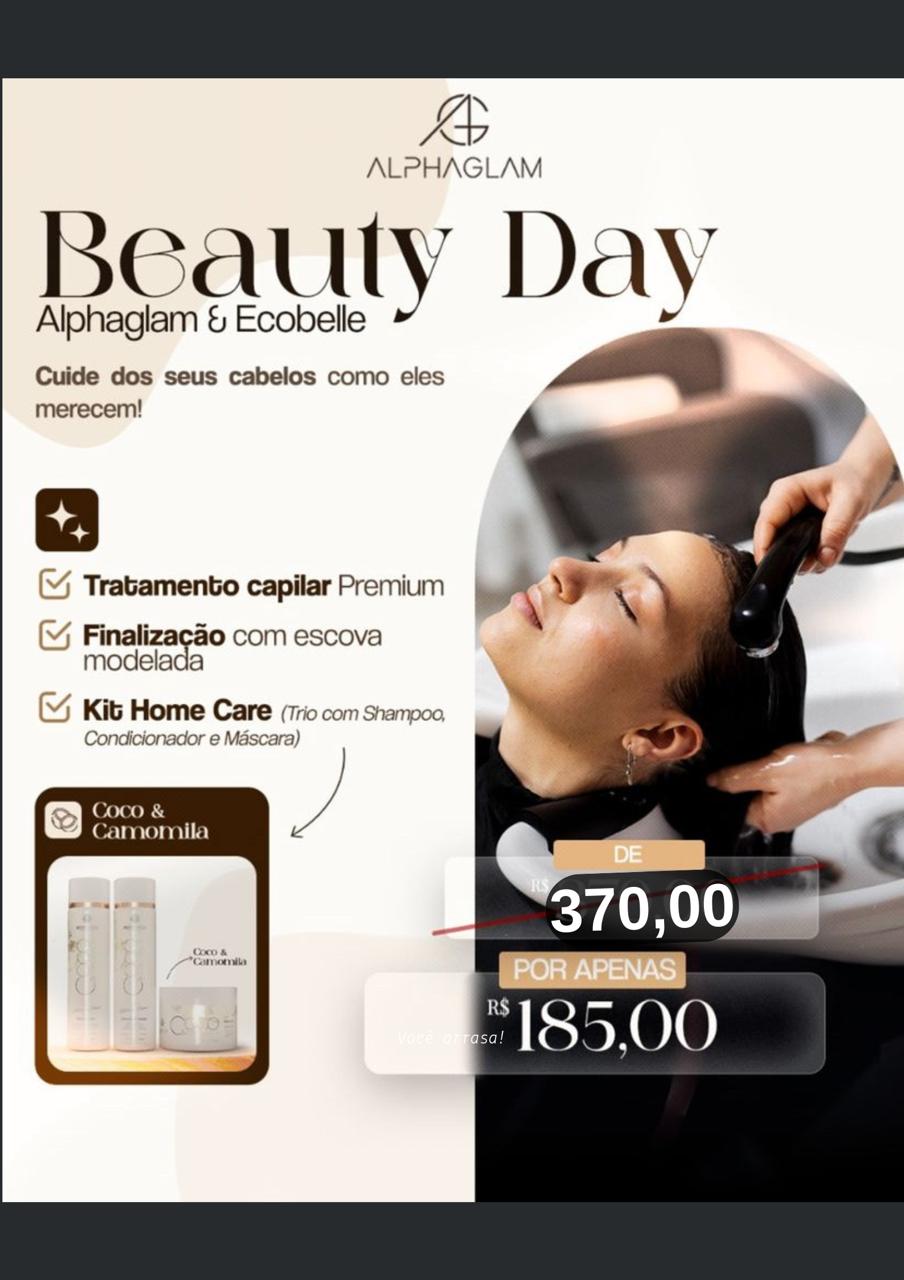 ALPHAGLAM
Beauty Day
Alphaglam & Ecobelle
Cuide dos seus cabelos como eles
merecem!
Tratamento capilar Premium
Finalização com escova
modelada
Kit Home Care (Trio com Shampoo,
Condicionador e Máscara)
Coco &
Camomila
Coco &
Camomila
Coco
DE
R$ 370,00
POR APENAS
R$ 185,00
Você arrasa!